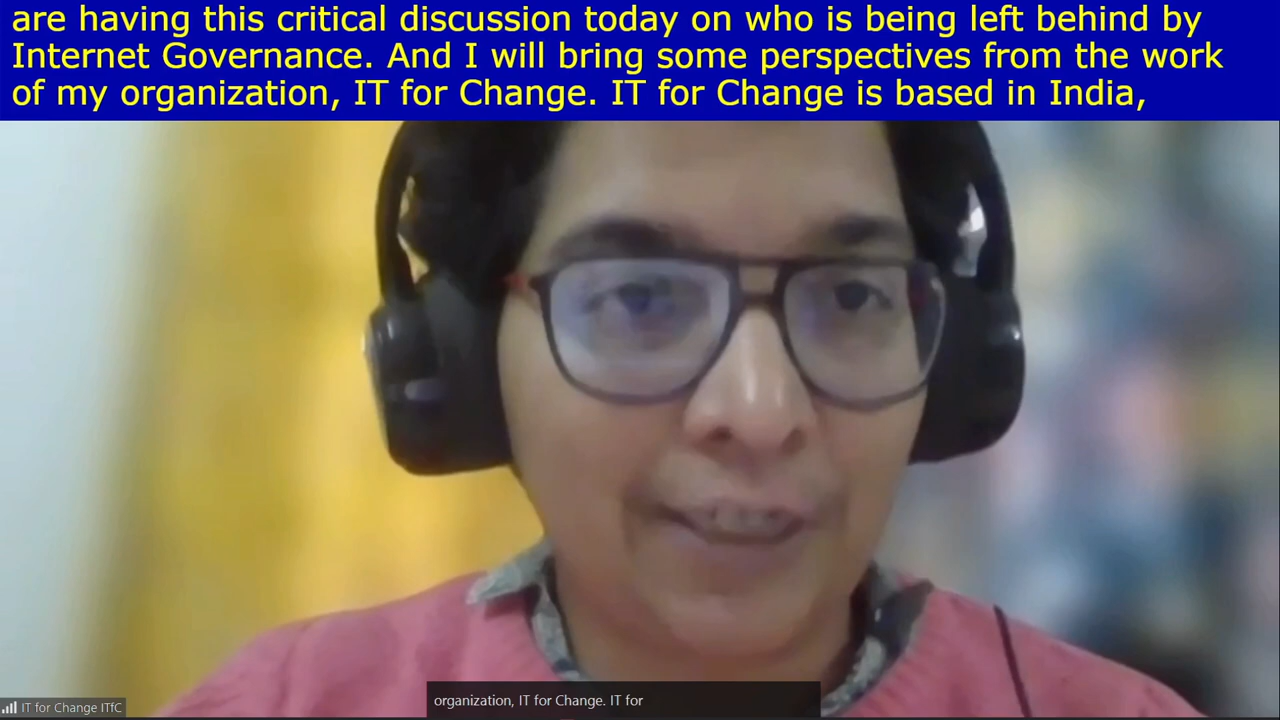 are having this critical discussion today on who is being left behind by
Internet Governance. And I will bring some perspectives from the work
of my organization, IT for Change. IT for Change is based in India,
organization, IT for Change. IT for
IT for Change ITfC